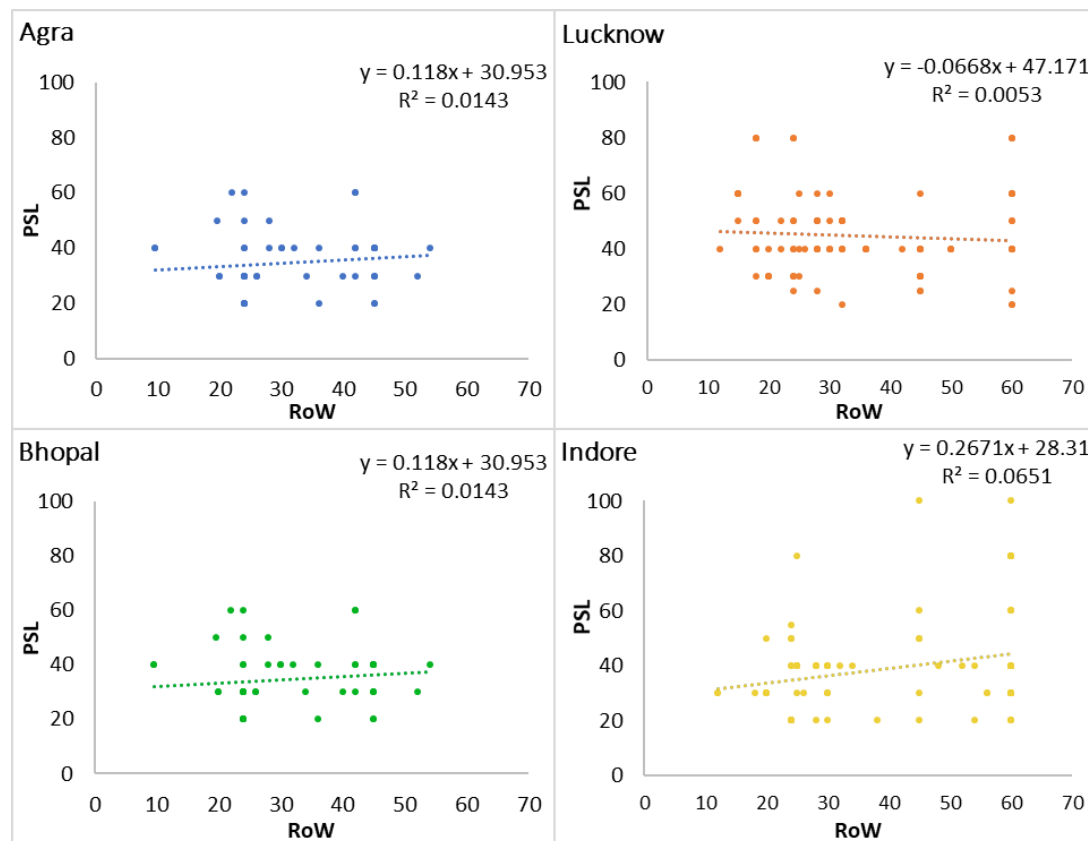 Agra
y = 0.118x + 30.953
R² = 0.0143
100
80
60
40
20
0
PSL
0 10 20 30 40 50 60 70
RoW
Lucknow
y = -0.0668x + 47.171
R² = 0.0053
100
80
60
40
20
0
PSL
0 10 20 30 40 50 60 70
RoW
Bhopal
y = 0.118x + 30.953
R² = 0.0143
100
80
60
40
20
0
PSL
0 10 20 30 40 50 60 70
RoW
Indore
y = 0.2671x + 28.31
R² = 0.0651
100
80
60
40
20
0
PSL
0 10 20 30 40 50 60 70
RoW